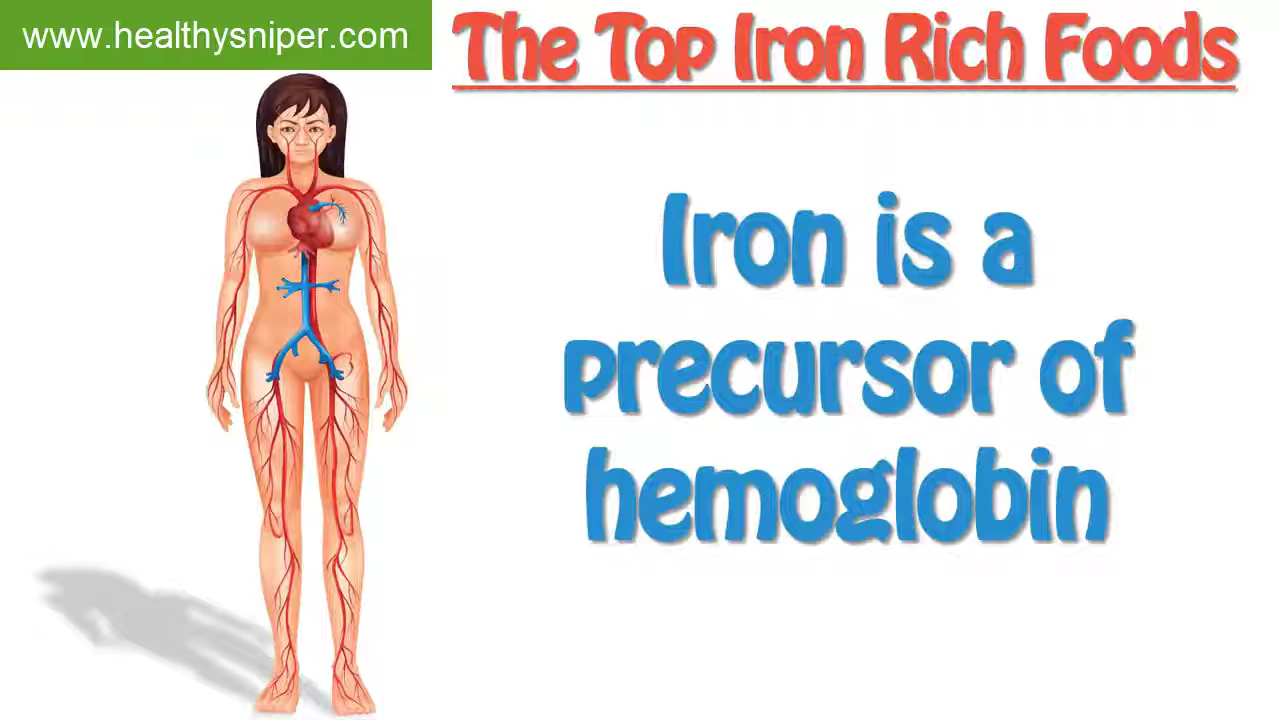 www.healthysniper.com
The Top Iron Rich Foods
Iron is a
precursor of
hemoglobin